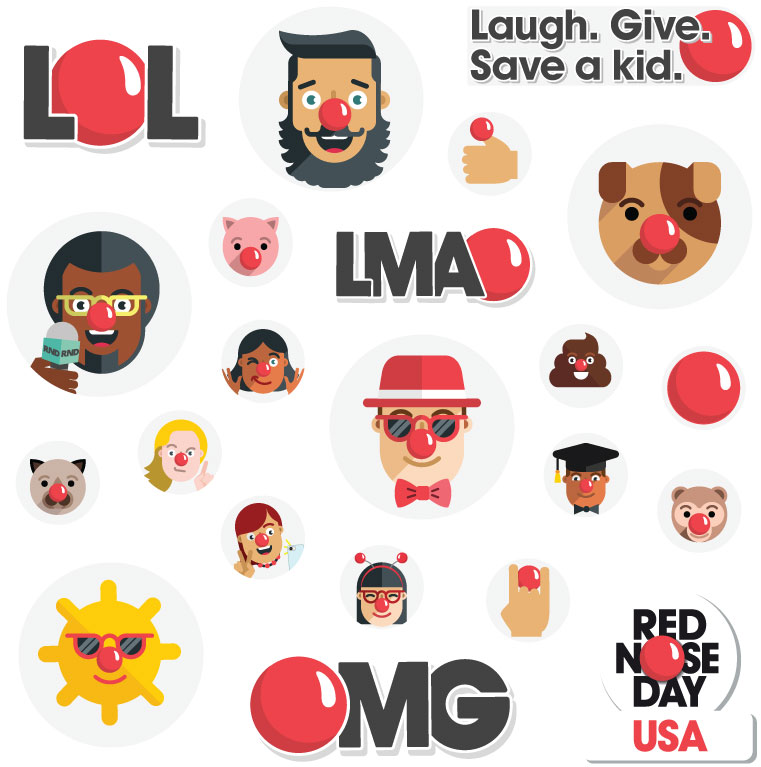 LOL
Laugh. Give.
Save a kid.
LMAO
RND RND
OMG
RED
NOSE
DAY
USA